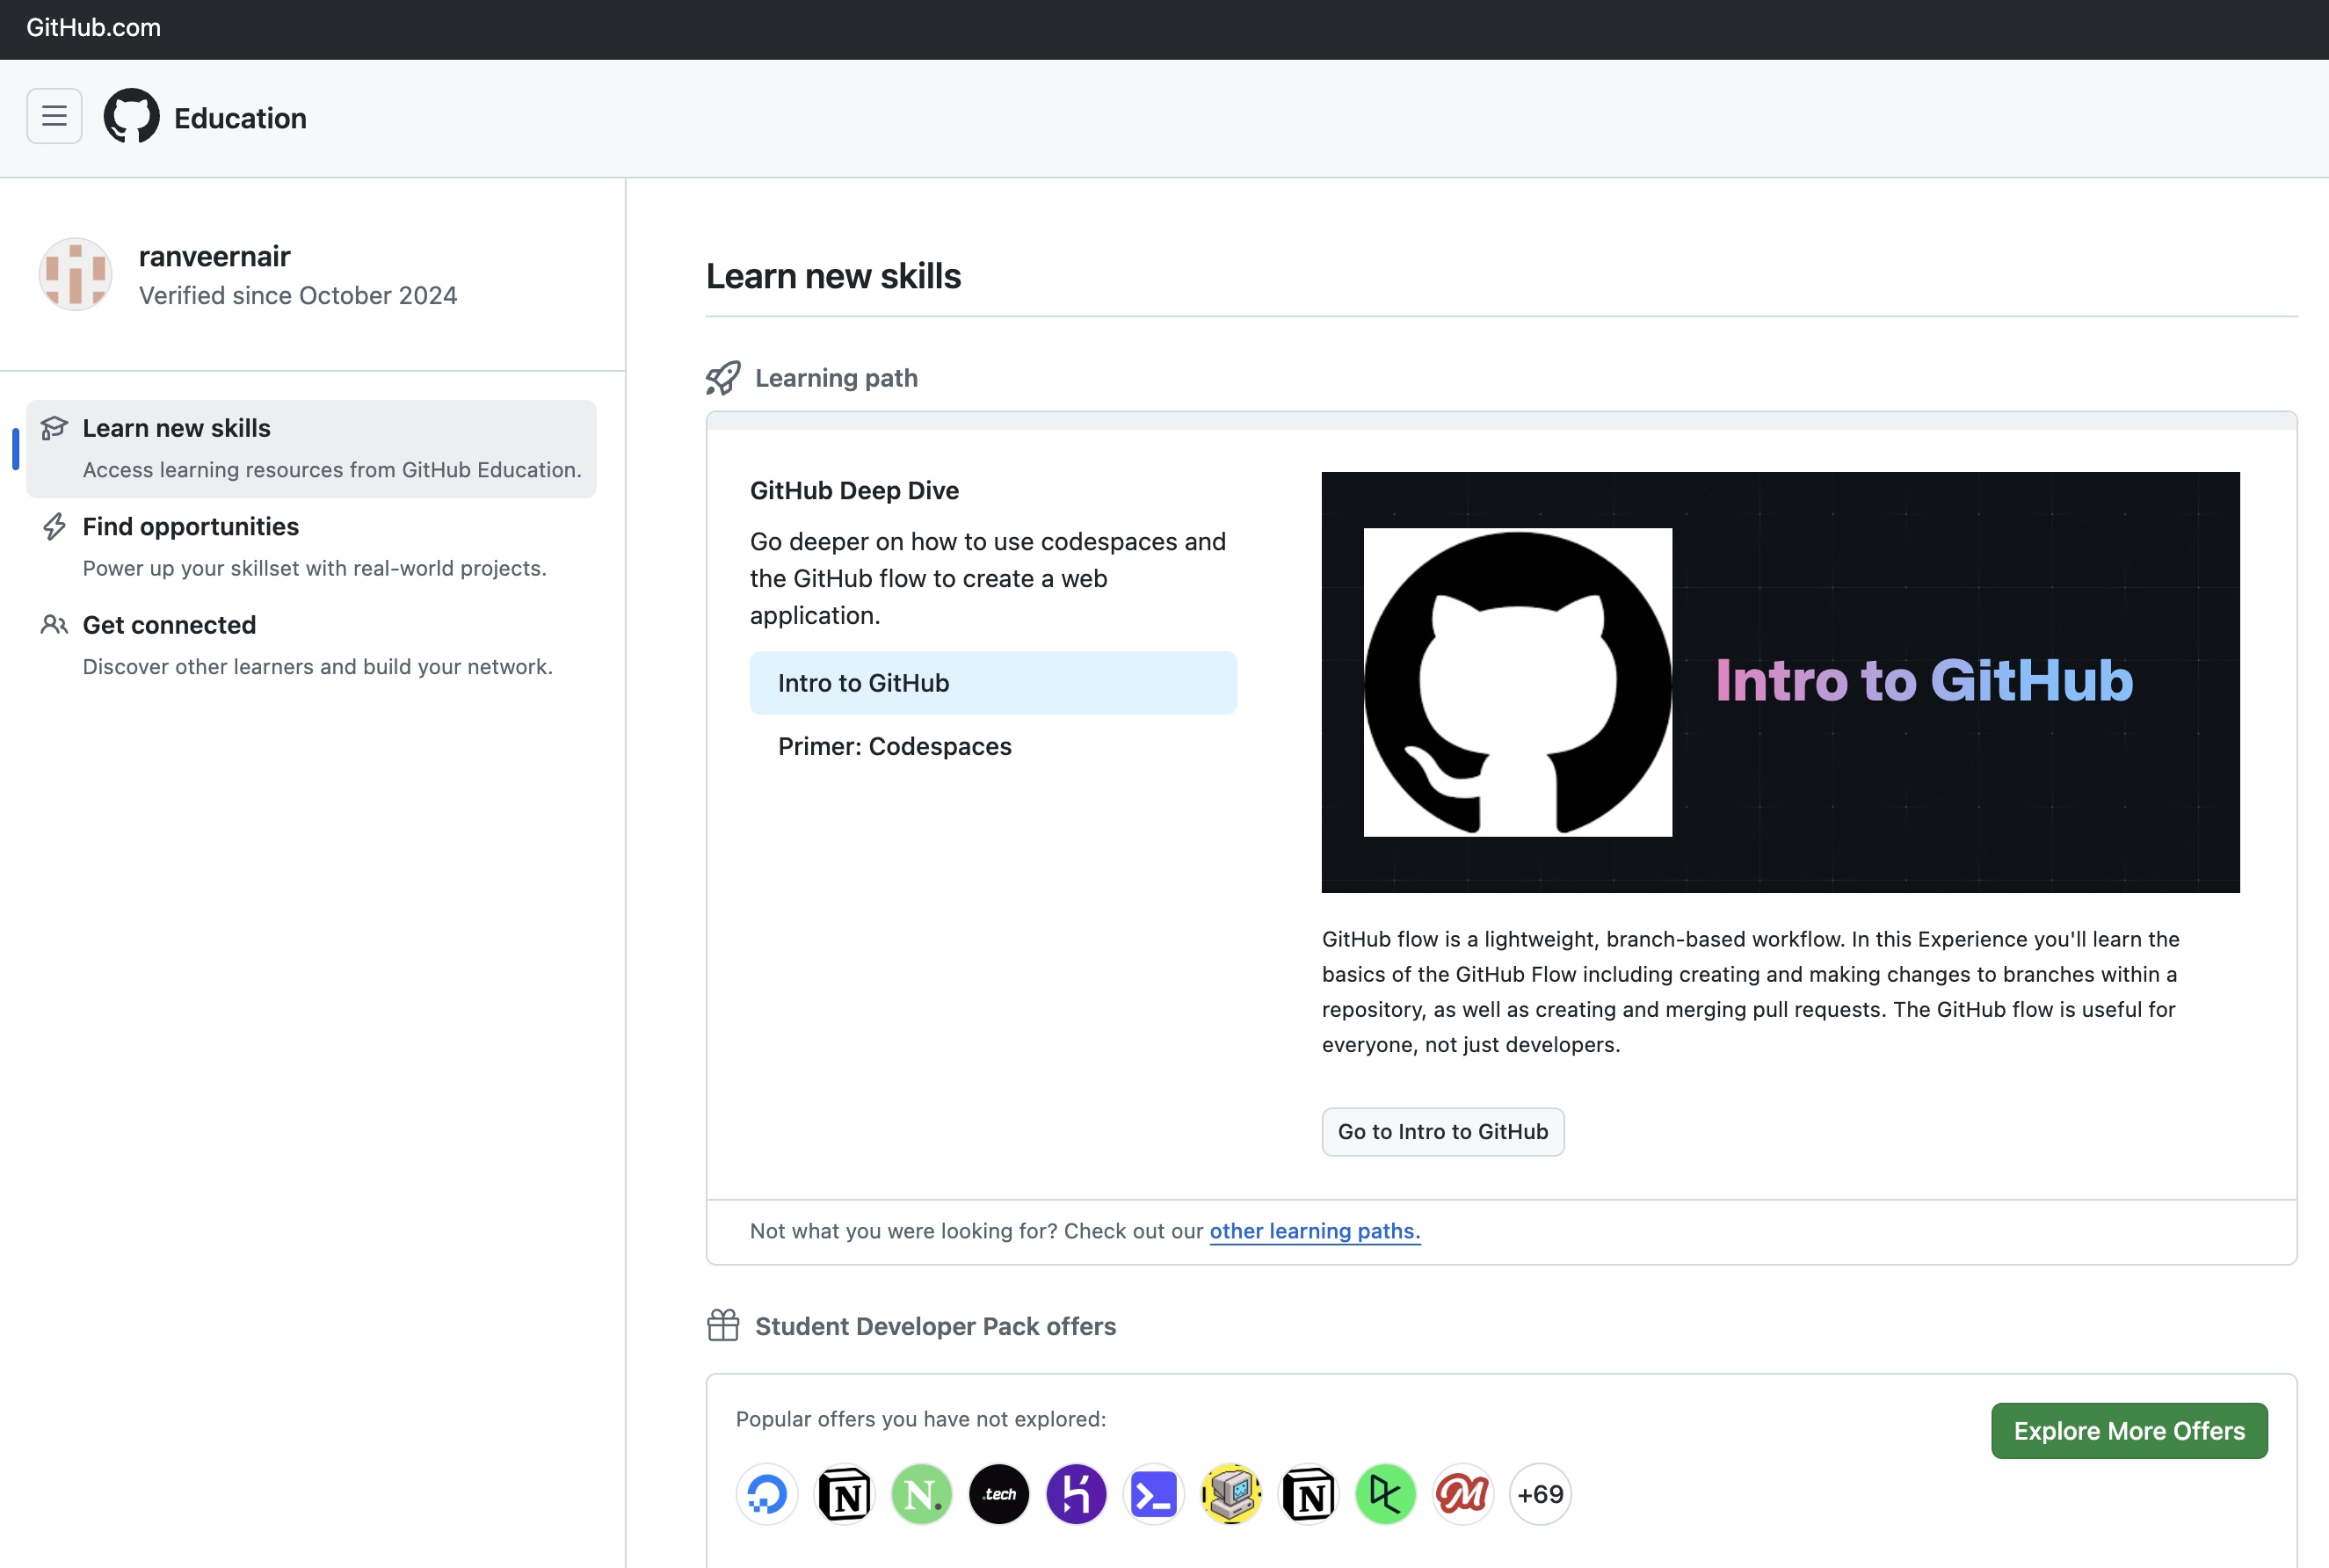 GitHub.com
Education
ranveernair
Verified since October 2024
Learn new skills
Access learning resources from GitHub Education.
Find opportunities
Power up your skillset with real-world projects.
Get connected
Discover other learners and build your network.
Learn new skills
Learning path
GitHub Deep Dive
Go deeper on how to use codespaces and
the GitHub flow to create a web
application.
Intro to GitHub
Primer: Codespaces
Intro to GitHub
GitHub flow is a lightweight, branch-based workflow. In this Experience you'll learn the
basics of the GitHub Flow including creating and making changes to branches within a
repository, as well as creating and merging pull requests. The GitHub flow is useful for
everyone, not just developers.
Go to Intro to GitHub
Not what you were looking for? Check out our other learning paths.
Student Developer Pack offers
Popular offers you have not explored:
Explore More Offers
N N. .tech N +69